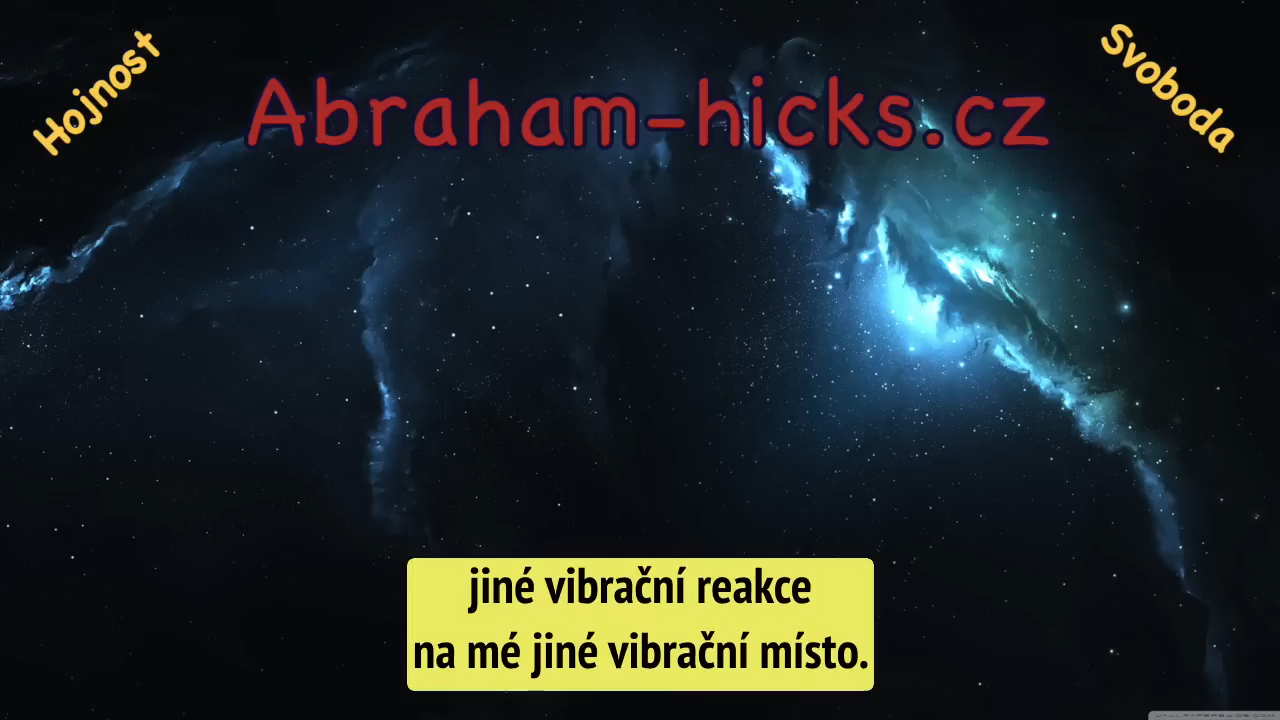 Hojnost
Svoboda
Abraham-hicks.cz
jiné vibrační reakce
na mé jiné vibrační místo.